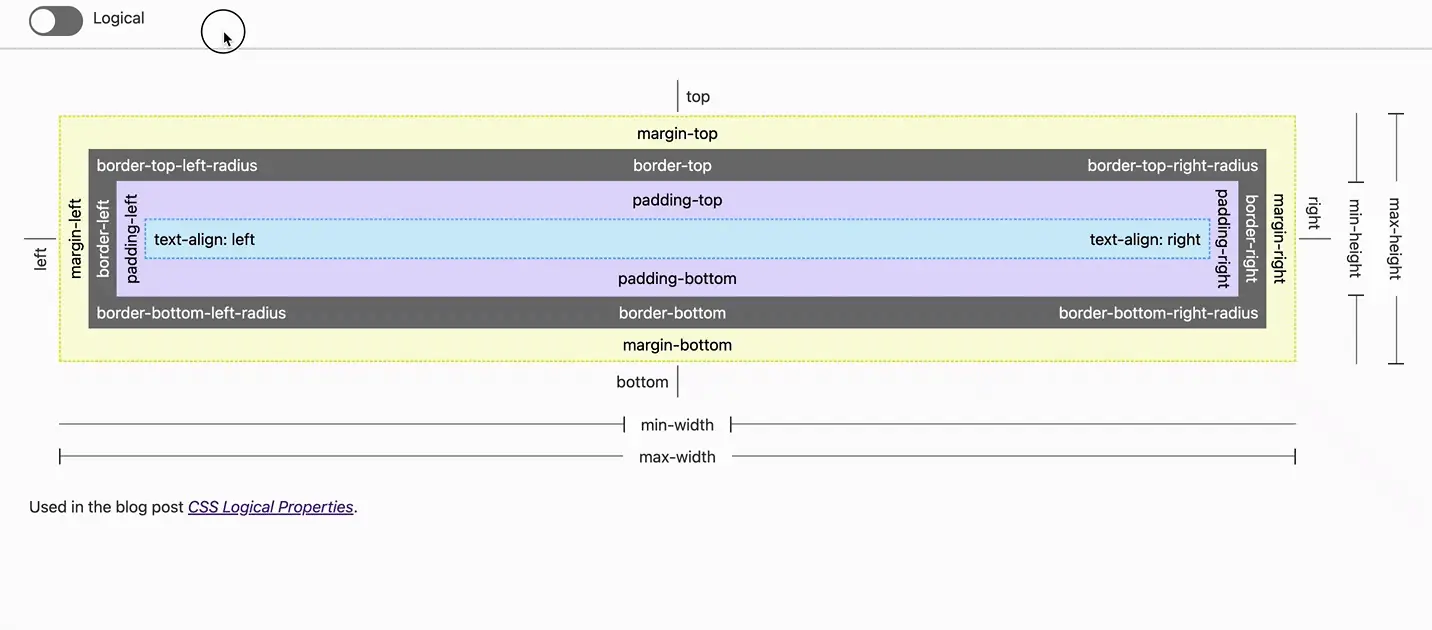 Logical
top
margin-top
border-top-left-radius border-top border-top-right-radius
padding-top
left margin-left border-left padding-left text-align: left text-align: right padding-right border-right margin-right right min-height max-height
padding-bottom
border-bottom-left-radius border-bottom border-bottom-right-radius
margin-bottom
bottom
min-width
max-width
Used in the blog post CSS Logical Properties.